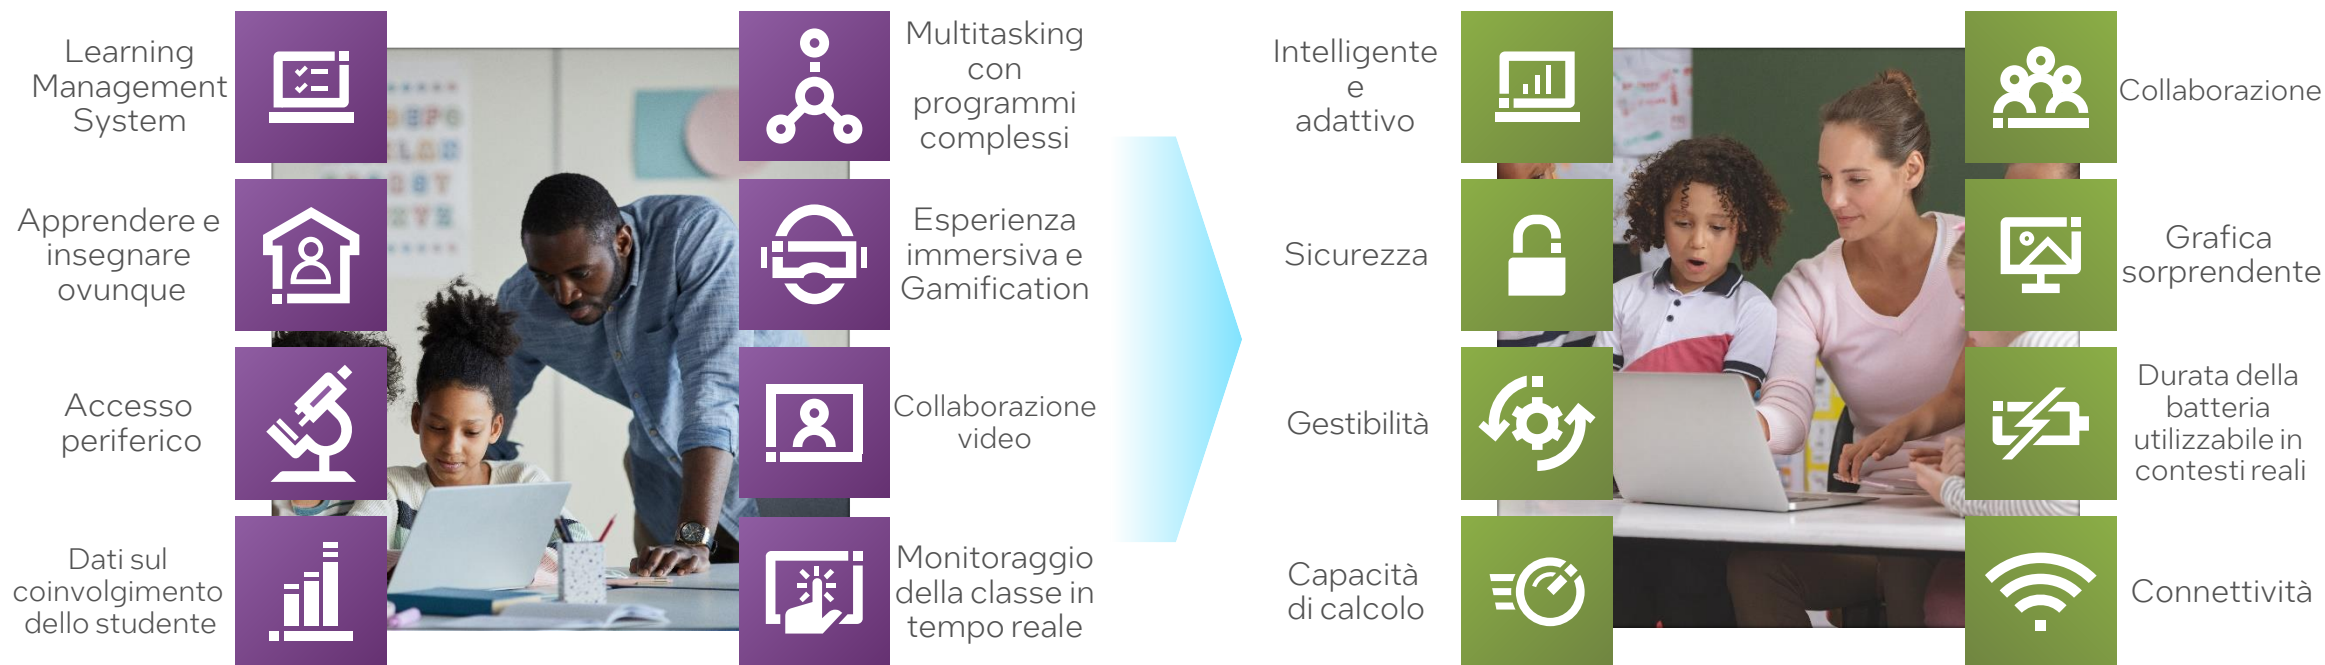 Learning
Management
System
Multitasking
con
programmi
complessi
Apprendere e
insegnare
ovunque
Esperienza
immersiva e
Gamification
Accesso
periferico
Collaborazione
video
Dati sul
coinvolgimento
dello studente
Monitoraggio
della classe in
tempo reale
Intelligente
e
adattivo
Collaborazione
Sicurezza
Grafica
sorprendente
Gestibilità
Durata della
batteria
utilizzabile in
contesti reali
Capacità
di calcolo
Connettività